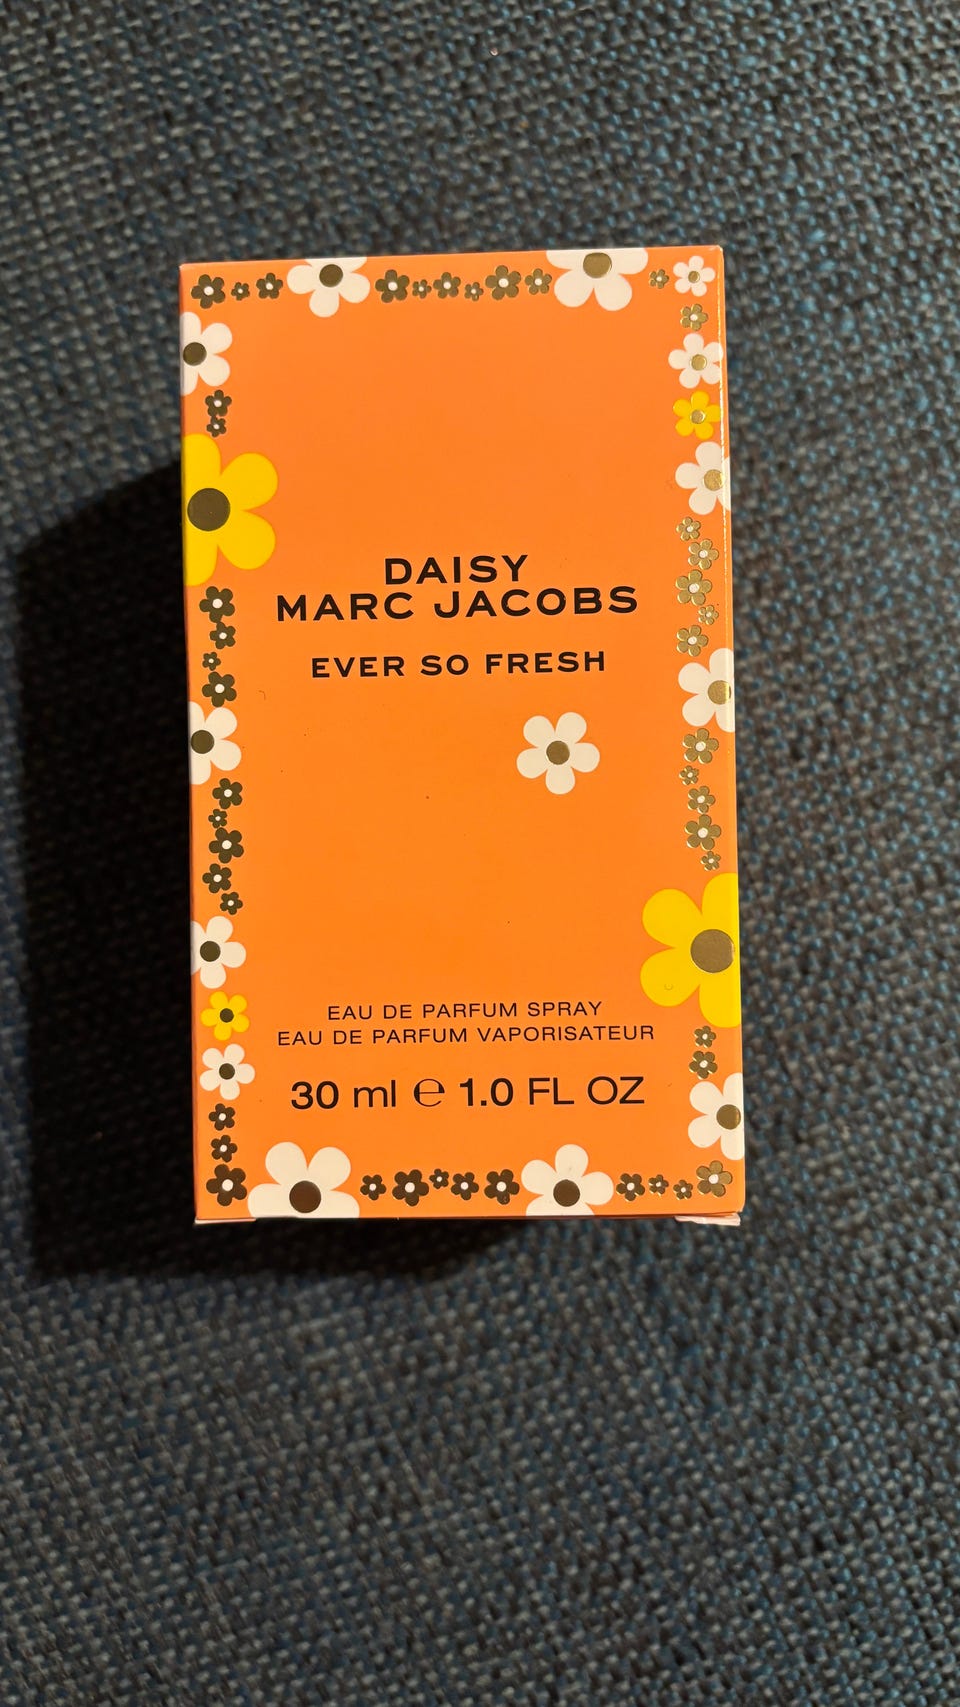 DAISY
MARC JACOBS
EVER SO FRESH
EAU DE PARFUM SPRAY
EAU DE PARFUM VAPORISATEUR
30 ml ℮ 1.0 FL OZ